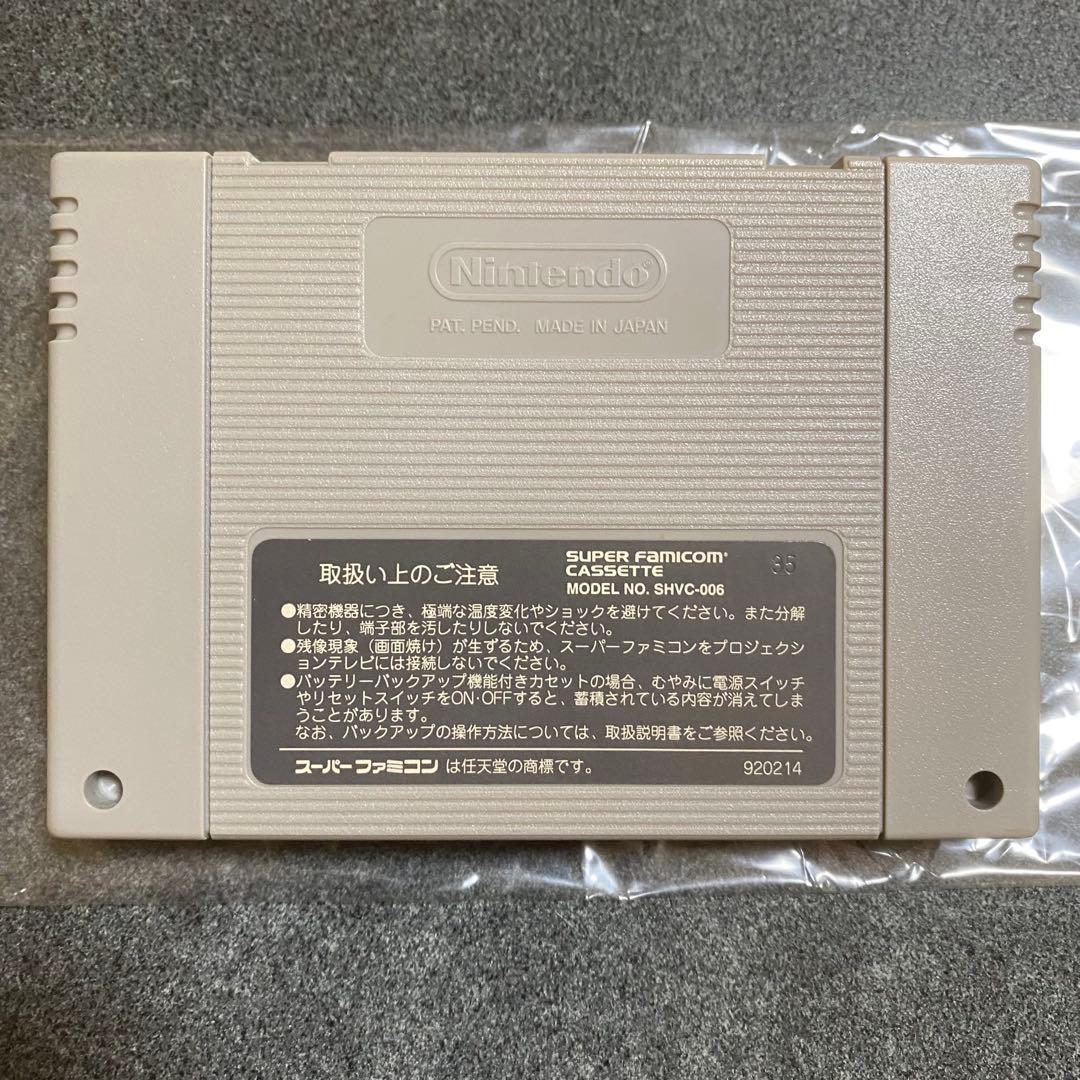 Nintendo®
PAT. PEND. MADE IN JAPAN
取扱い上のご注意
SUPER FAMICOM®
CASSETTE
MODEL NO. SHVC-006
35
●精密機器につき、極端な温度変化やショックを避けてください。また分解
したり、端子部を汚したりしないでください。
●残像現象（画面焼け）が生ずるため、スーパーファミコンをプロジェクシ
ョンテレビには接続しないでください。
●バッテリーバックアップ機能付きカセットの場合、むやみに電源スイッチ
やリセットスイッチをON·OFFすると、蓄積されている内容が消えてしま
うことがあります。
なお、バックアップの操作方法については、取扱説明書をご参照ください。
スーパーファミコン は任天堂の商標です。
920214